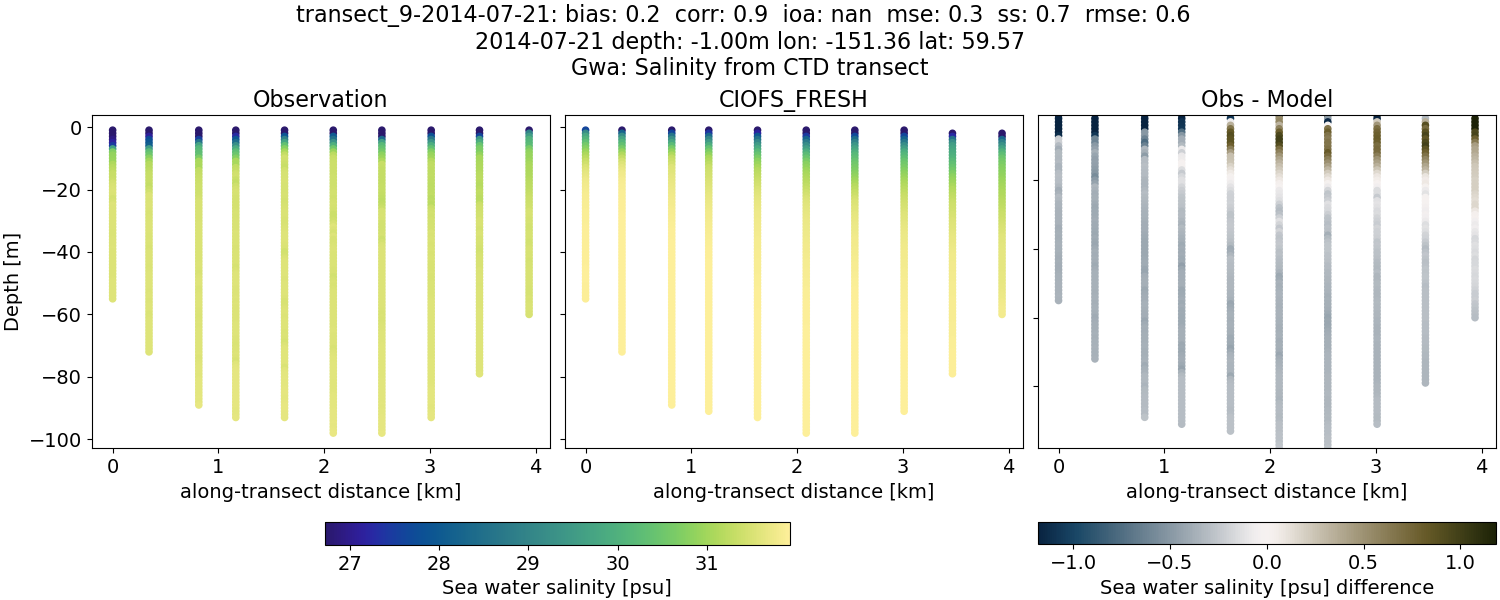 transect_9-2014-07-21: bias: 0.2 corr: 0.9 ioa: nan mse: 0.3 ss: 0.7 rmse: 0.6
2014-07-21 depth: -1.00m lon: -151.36 lat: 59.57
Gwa: Salinity from CTD transect
Observation
CIOFS_FRESH
Obs - Model
Depth [m]
0
−20
−40
−60
−80
−100
0 1 2 3 4
0 1 2 3 4
0 1 2 3 4
along-transect distance [km]
along-transect distance [km]
along-transect distance [km]
27 28 29 30 31
Sea water salinity [psu]
−1.0 −0.5 0.0 0.5 1.0
Sea water salinity [psu] difference